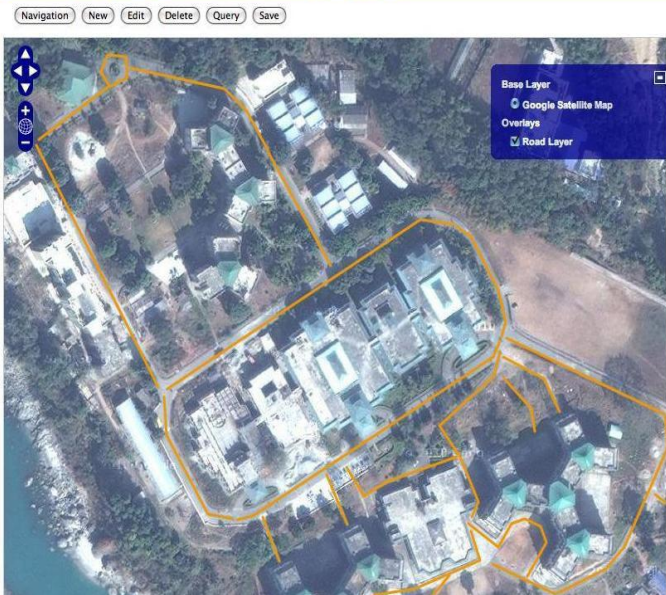 Navigation New Edit Delete Query Save
Base Layer
Google Satellite Map
Overlays
Road Layer